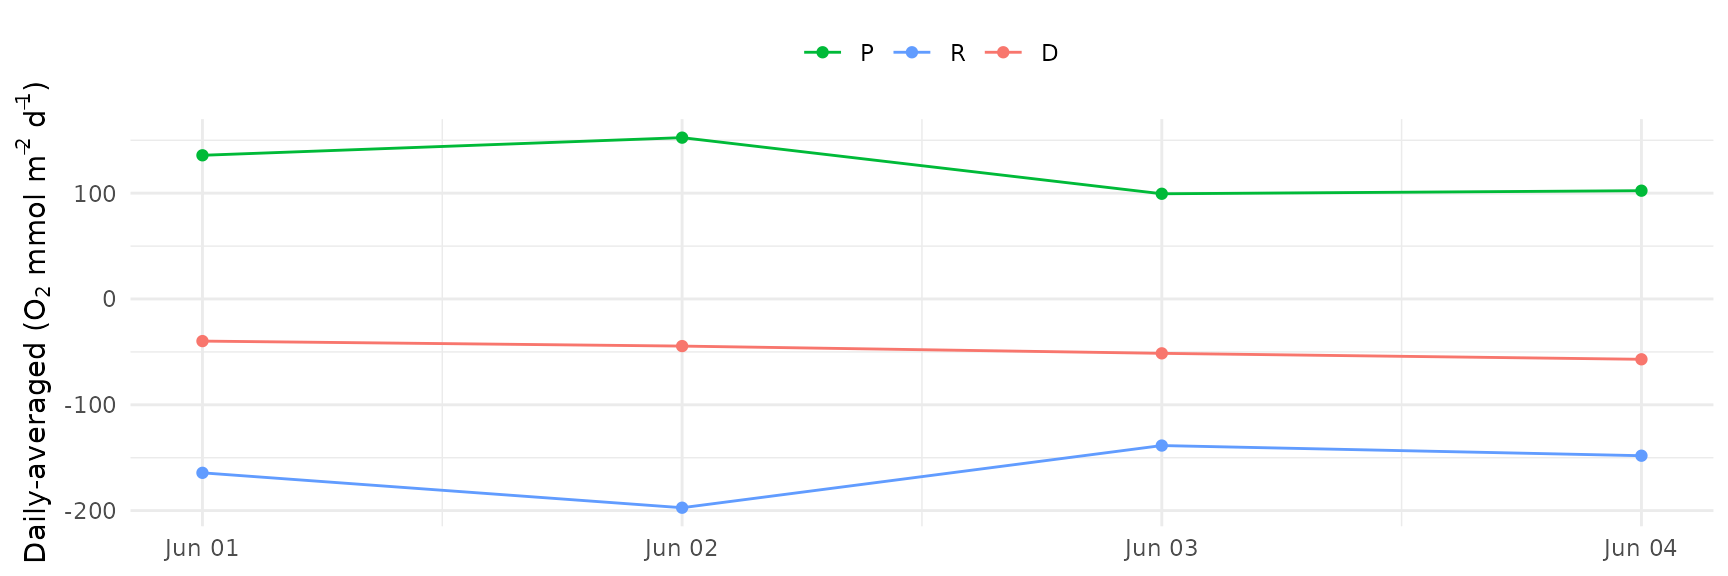 P R D
Daily-averaged (O₂ mmol m⁻² d⁻¹)
100
0
-100
-200
Jun 01 Jun 02 Jun 03 Jun 04